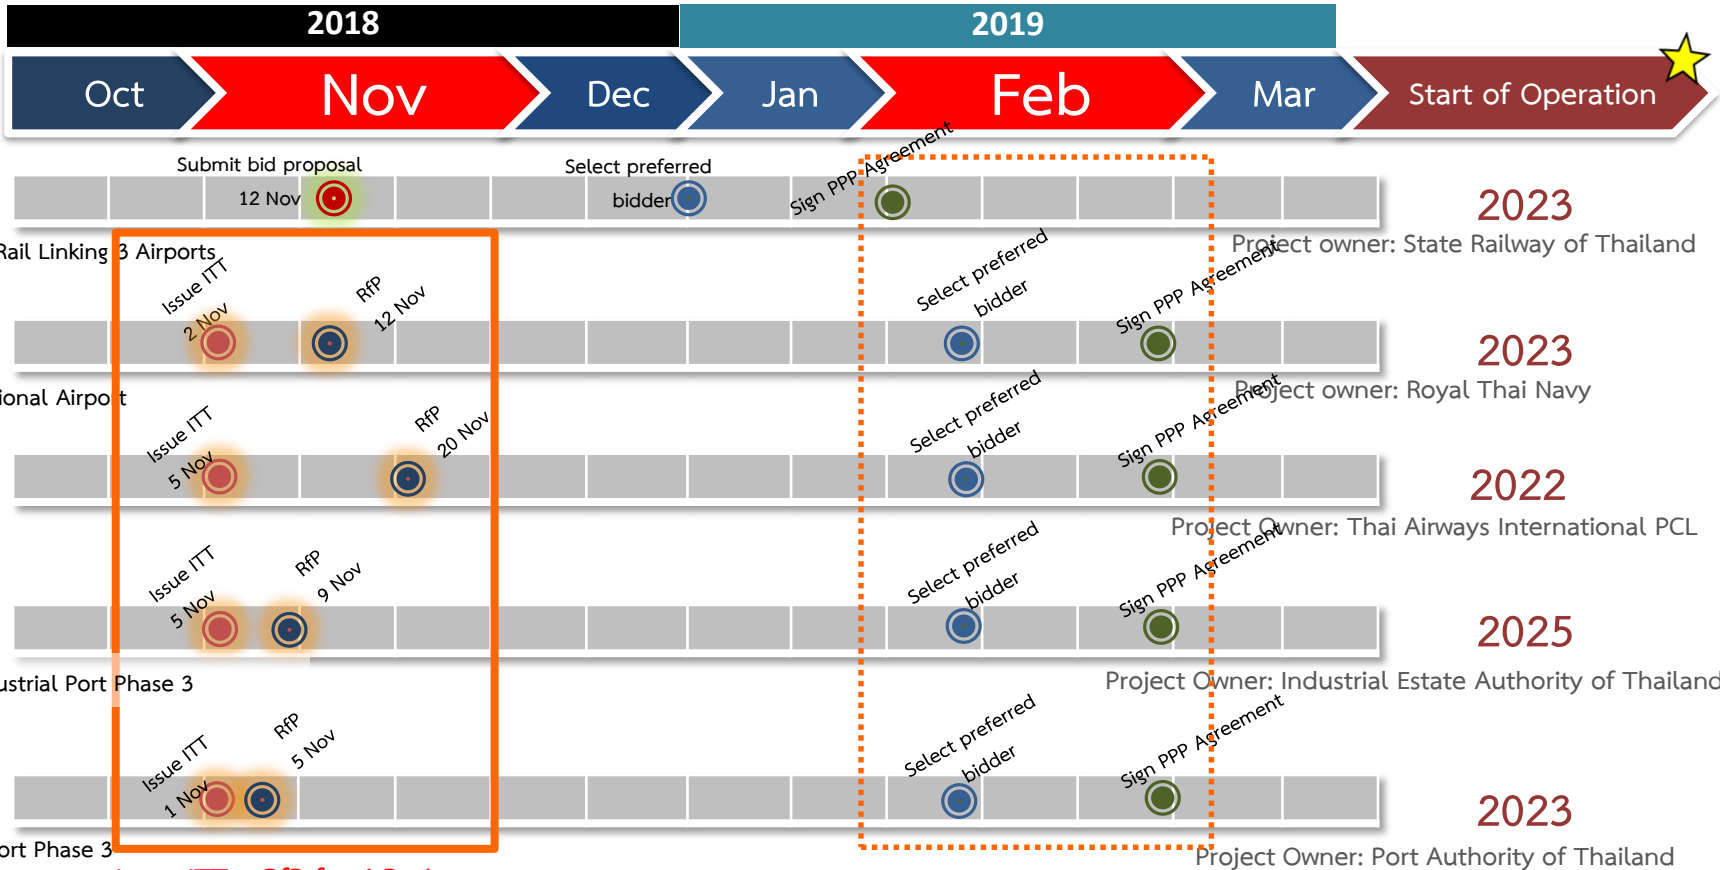 2018
2019
Oct
Nov
Dec
Jan
Feb
Mar
Start of Operation
Submit bid proposal
12 Nov
Select preferred
bidder
Sign PPP Agreement
2023
Rail Linking 3 Airports
Project owner: State Railway of Thailand
Issue ITT
2 Nov
RfP
12 Nov
Select preferred
bidder
Sign PPP Agreement
2023
Airport
Project owner: Royal Thai Navy
Issue ITT
5 Nov
RfP
20 Nov
Select preferred
bidder
Sign PPP Agreement
2022
Project Owner: Thai Airways International PCL
Issue ITT
5 Nov
RfP
9 Nov
Select preferred
bidder
Sign PPP Agreement
2025
Port Phase 3
Project Owner: Industrial Estate Authority of Thailand
Issue ITT
1 Nov
RfP
5 Nov
Select preferred
bidder
Sign PPP Agreement
2023
Phase 3
Project Owner: Port Authority of Thailand